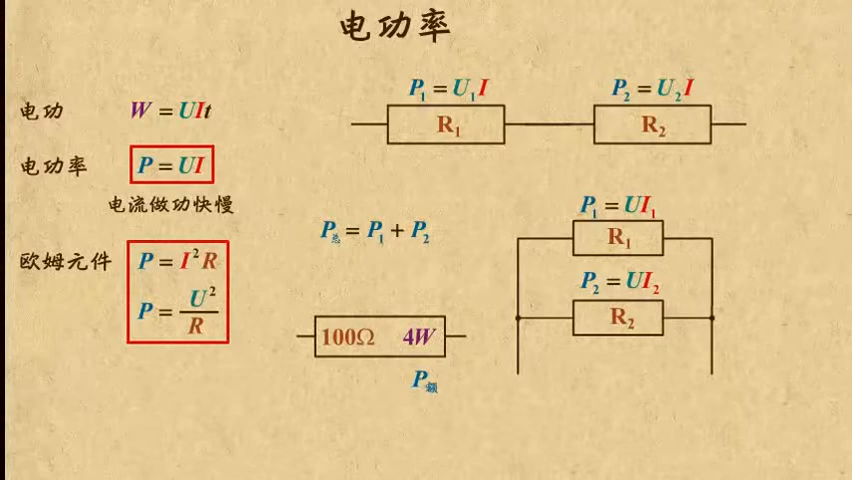 电功率
电功 W = UIt
电功率 P = UI
电流做功快慢
欧姆元件 P = I²R
P = U²/R
P₁ = U₁I
R₁
P₂ = U₂I
R₂
P总 = P₁ + P₂
P₁ = UI₁
R₁
P₂ = UI₂
R₂
100Ω 4W
P额